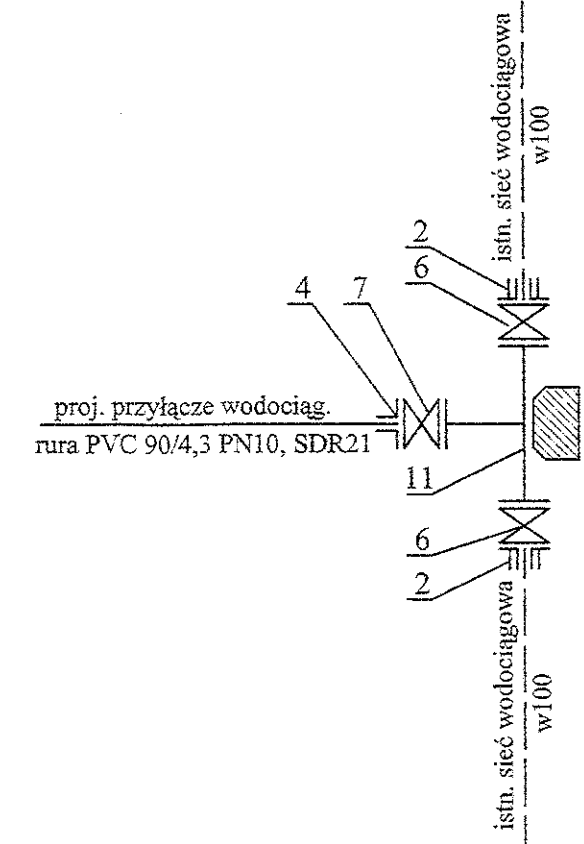 istn. sieć wodociągowa
w100
2
6
4
7
proj. przyłącze wodociąg.
rura PVC 90/4,3 PN10, SDR21
11
6
2
istn. sieć wodociągowa
w100